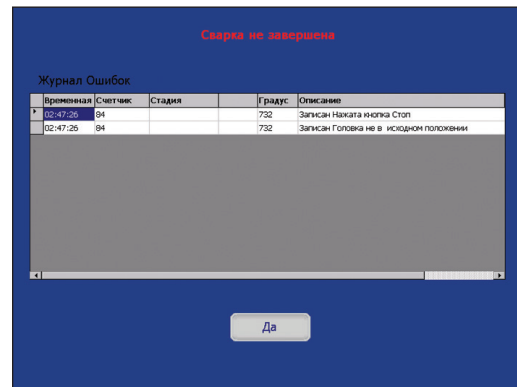 Сварка не завершена
Журнал Ошибок
Временная Счетчик Стадия Градус Описание
02:47:26 84 732 Записан Нажата кнопка Стоп
02:47:26 84 732 Записан Головка не в исходном положении
Да